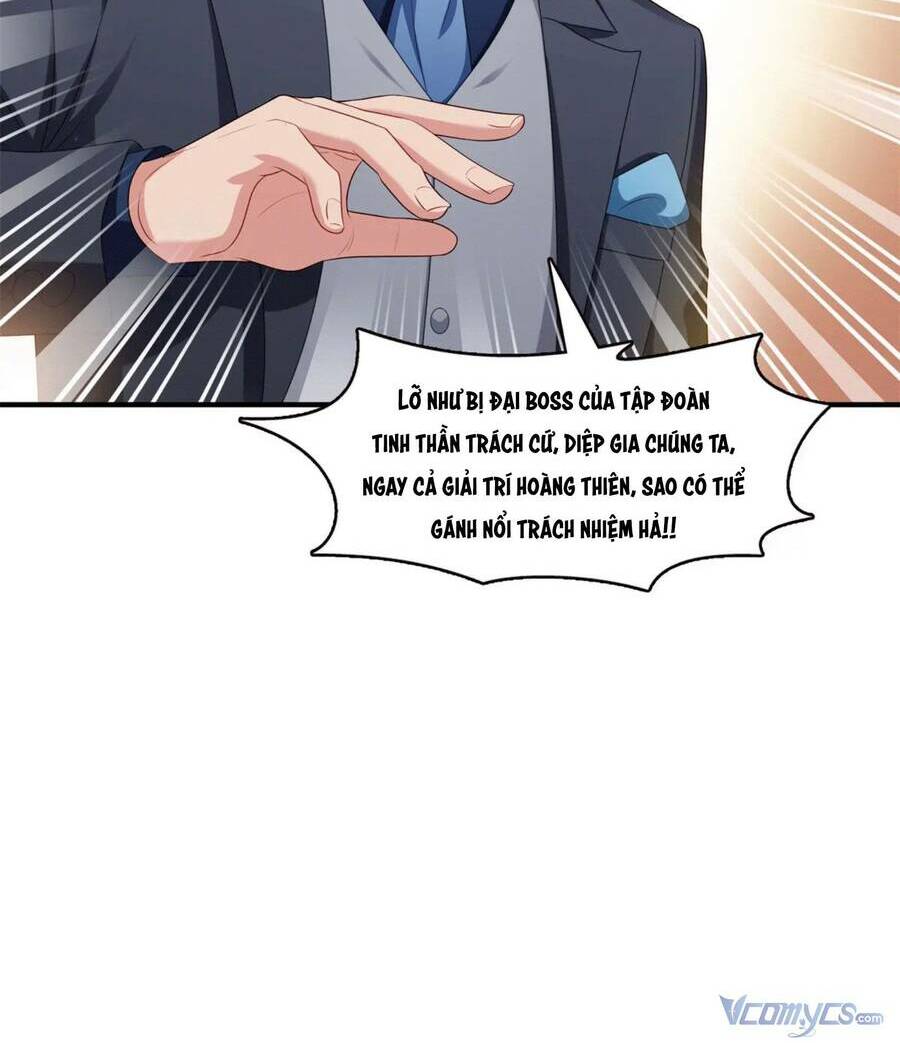 LỠ NHƯ BỊ ĐẠI BOSS CỦA TẬP ĐOÀN
TINH THẦN TRÁCH CỨ, DIỆP GIA CHÚNG TA,
NGAY CẢ GIẢI TRÍ HOÀNG THIÊN, SAO CÓ THỂ
GÁNH NỔI TRÁCH NHIỆM HẢ!!
Vcomycs.com